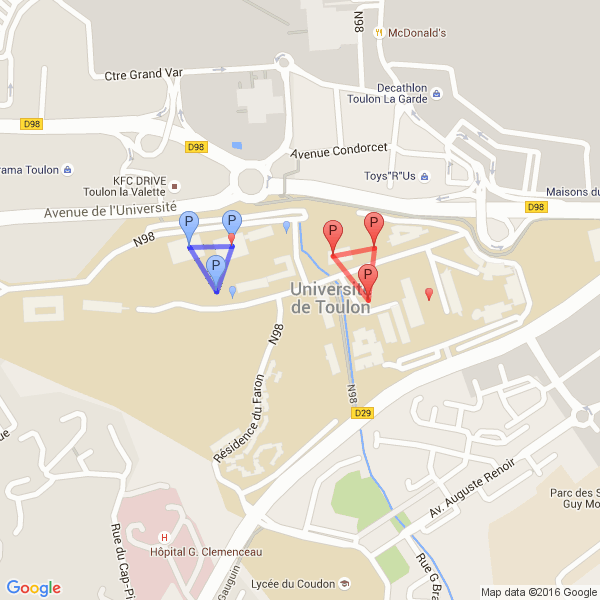 N98
McDonald's
Ctre Grand Var
Decathlon
Toulon La Garde
D98
D98
Avenue Condorcet
rama Toulon
KFC DRIVE
Toulon la Valette
Toys"R"Us
Maisons du
Avenue de l'Université
D98
N98
P
P
P
P
P
P
Université
de Toulon
N98
N98
Résidence du Faron
D29
Av. Auguste Renoir
Parc des S
Guy Mo
H
Hôpital G. Clemenceau
Rue du Cap-Pi
Gauguin
Lycée du Coudon
Rue G Bra
Google
Map data ©2016 Google